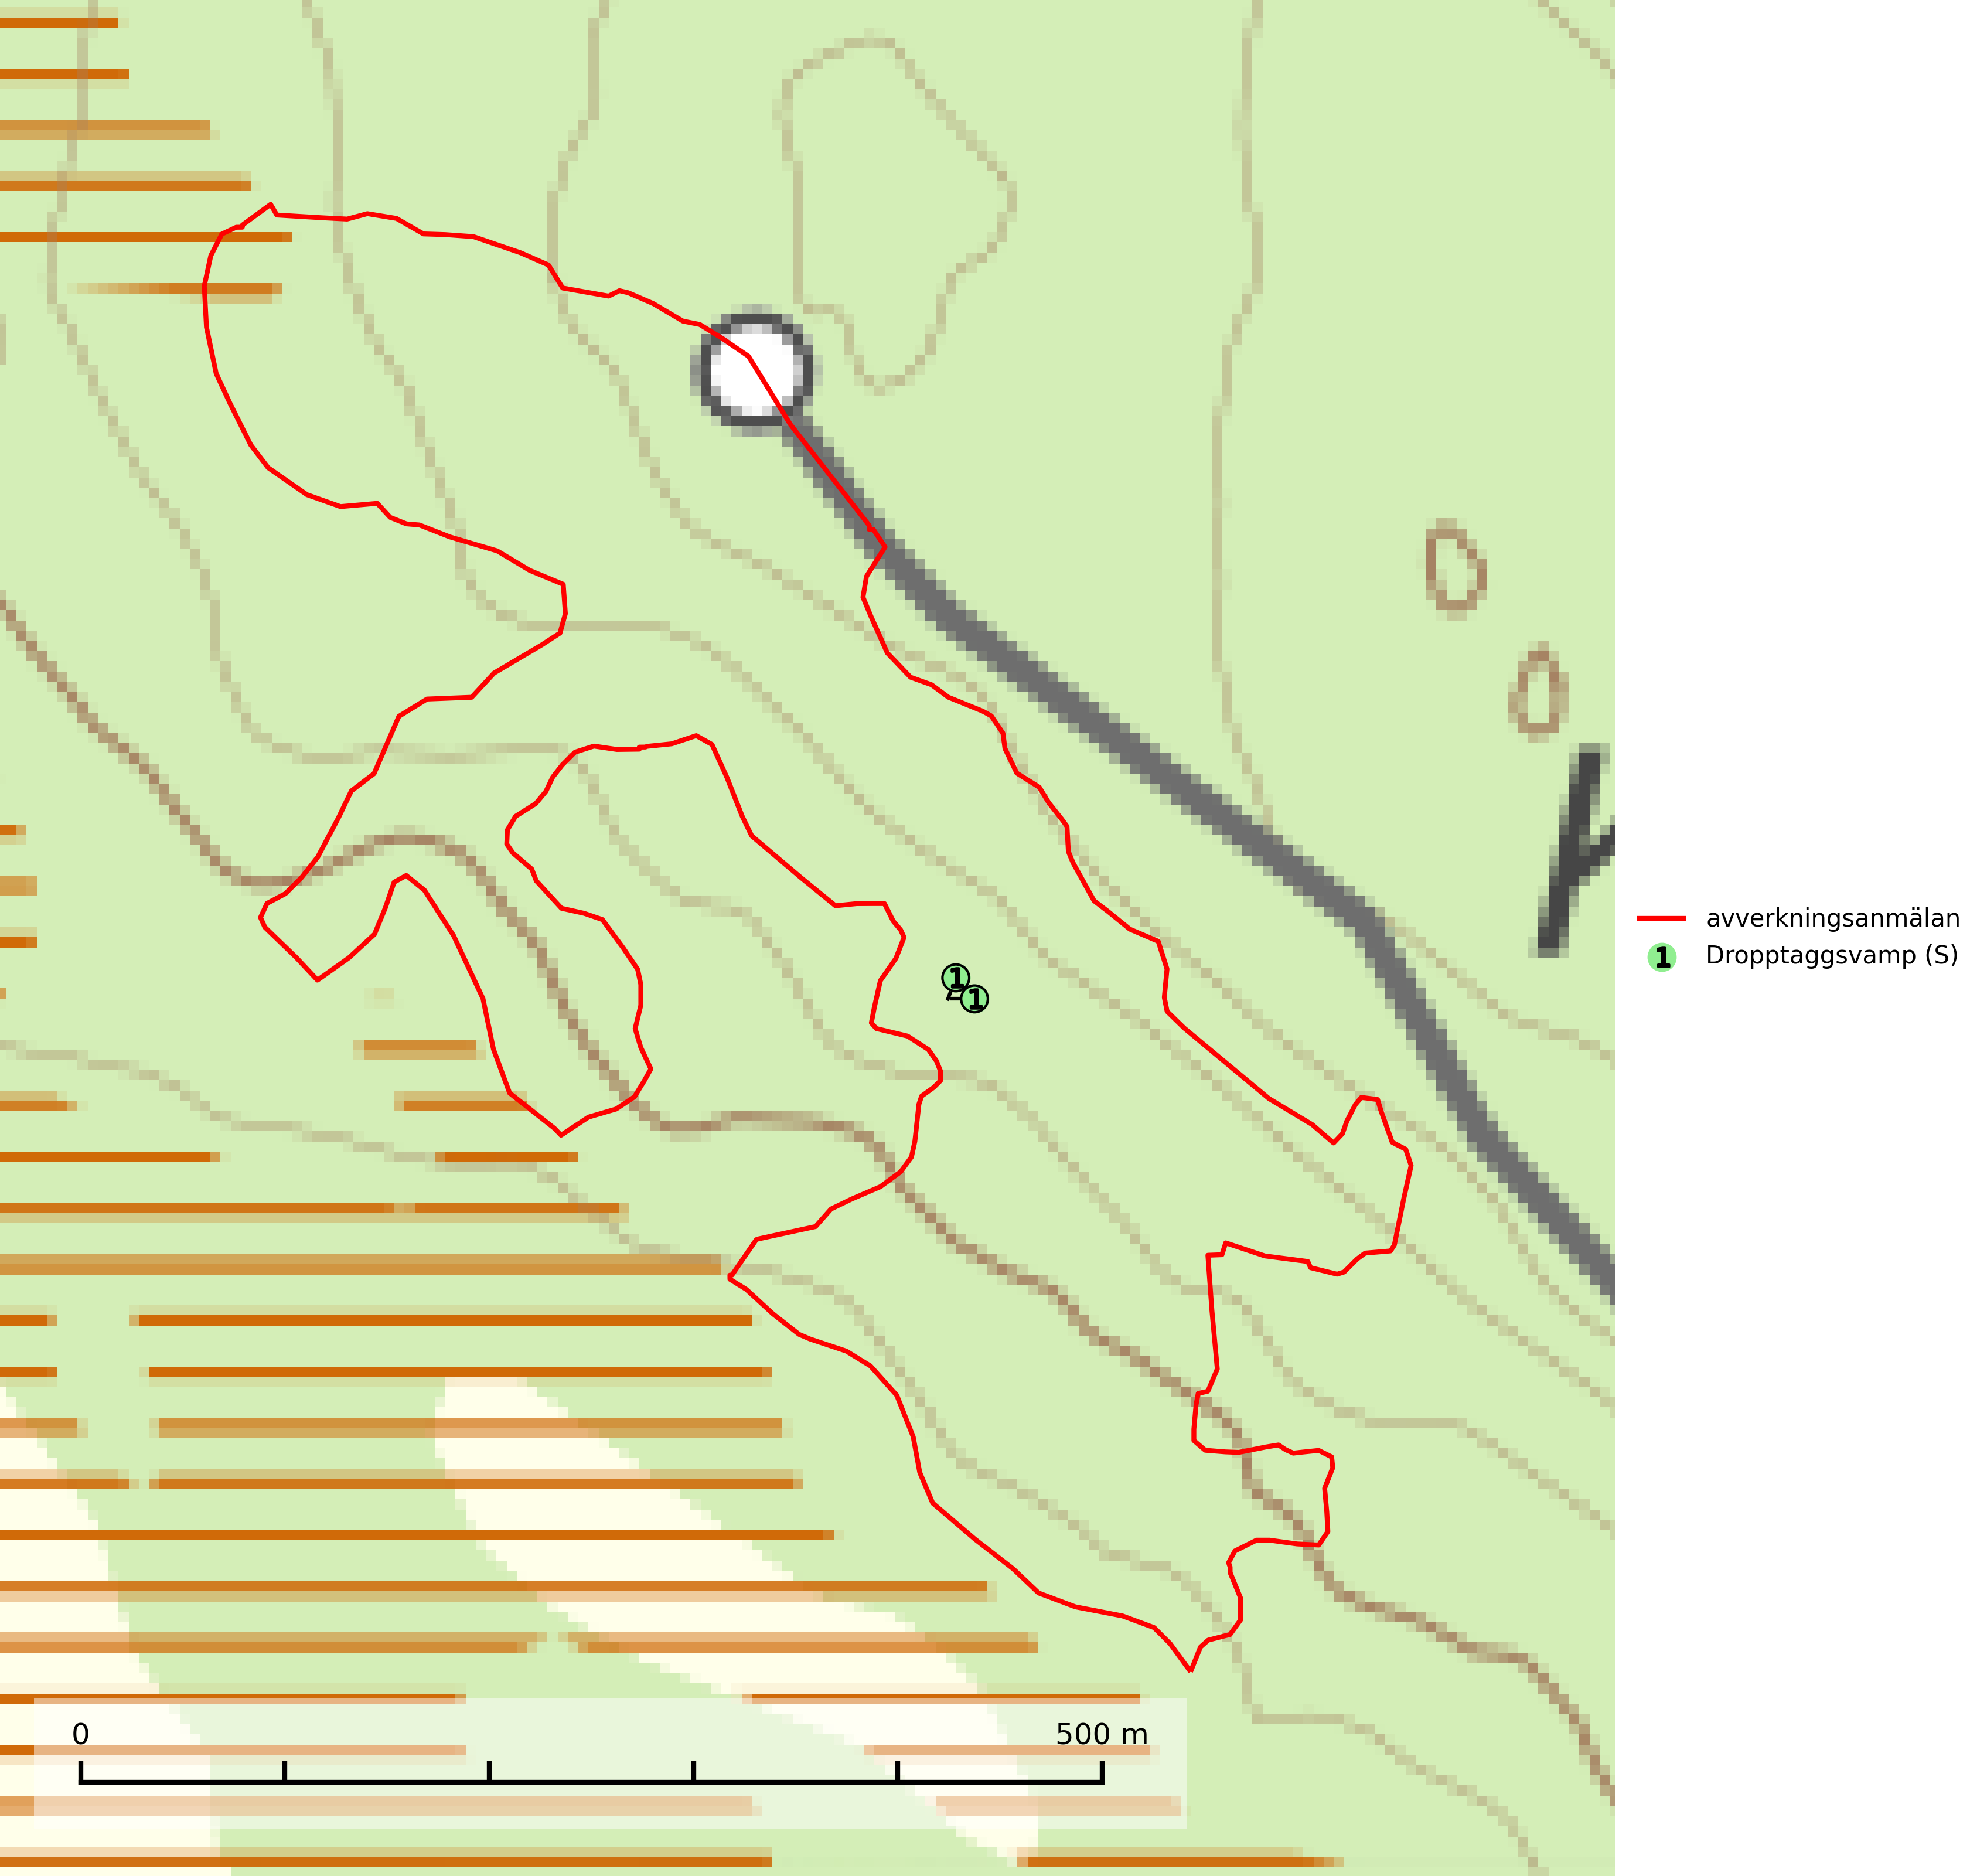 1
1
avverkningsanmälan
1 Dropptaggsvamp (S)
0 500 m